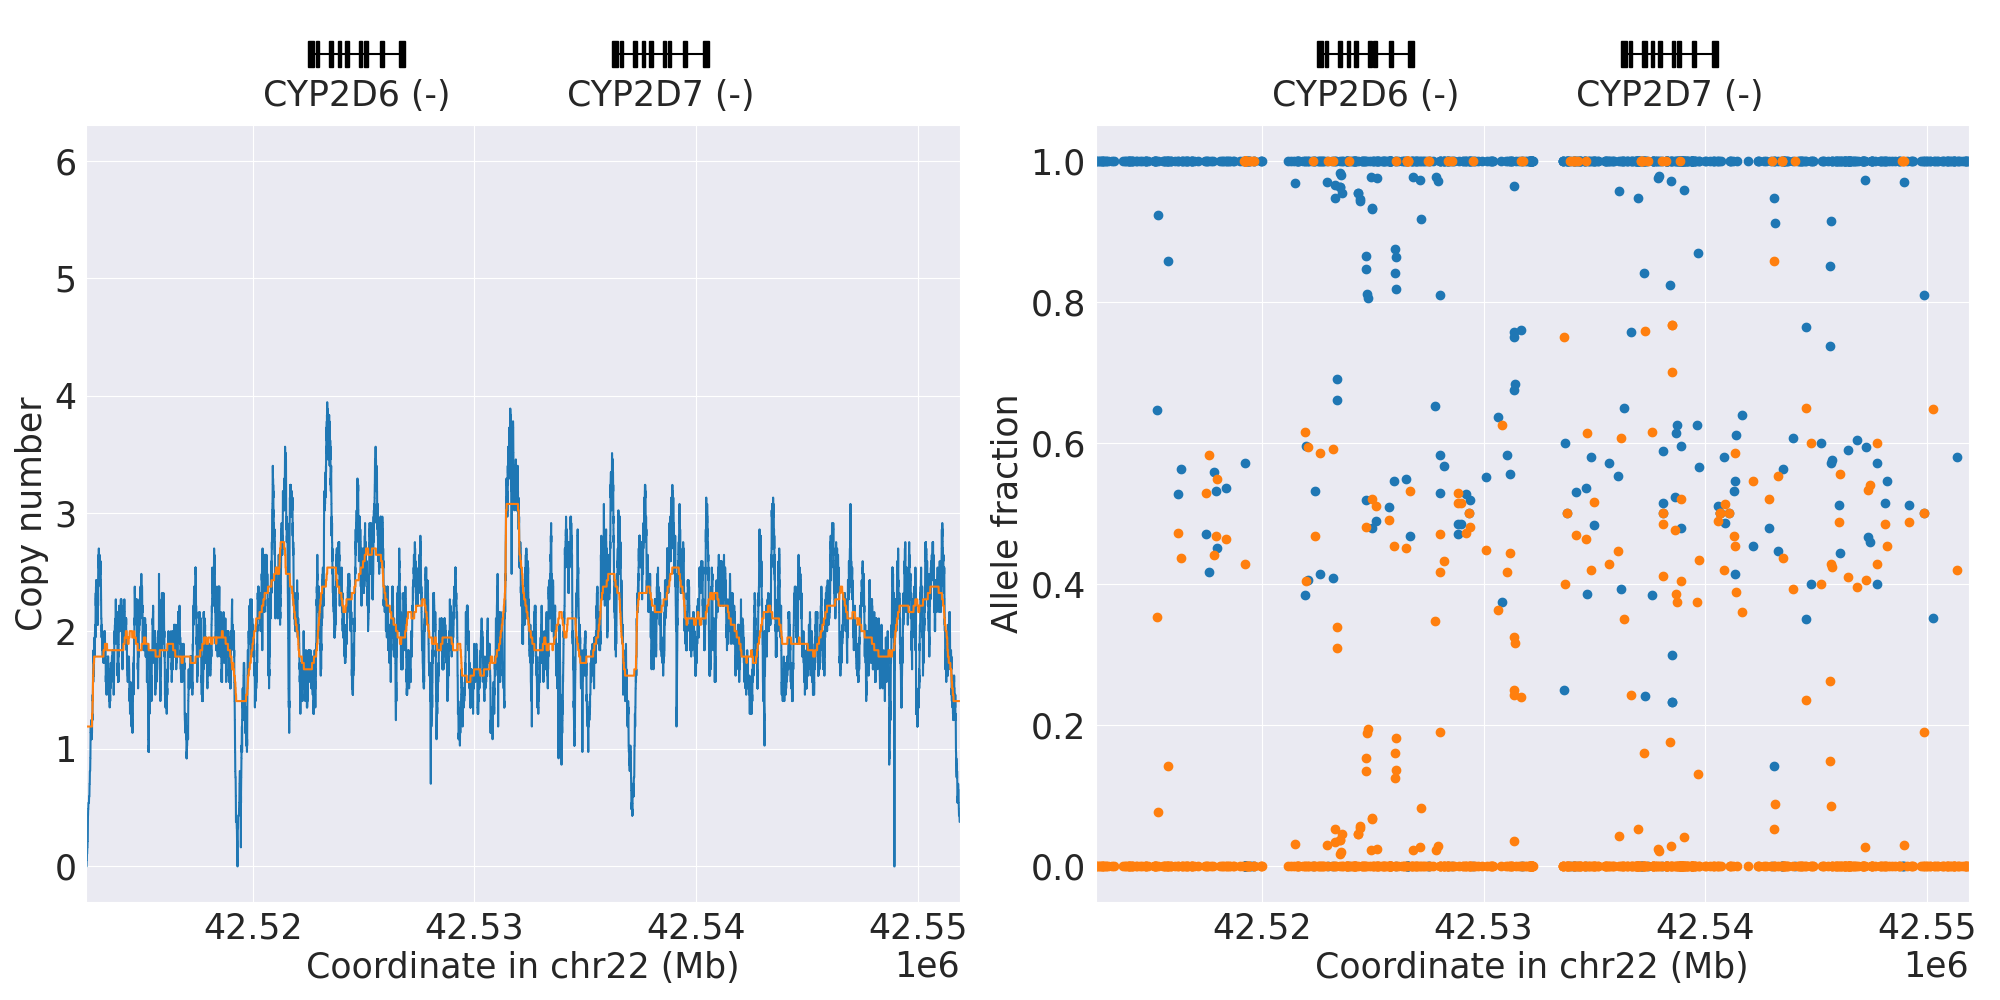 CYP2D6 (-) CYP2D7 (-)
6
5
4
3
2
1
0
Copy number
42.52 42.53 42.54 42.55
Coordinate in chr22 (Mb) 1e6
CYP2D6 (-) CYP2D7 (-)
1.0
0.8
0.6
0.4
0.2
0.0
Allele fraction
42.52 42.53 42.54 42.55
Coordinate in chr22 (Mb) 1e6